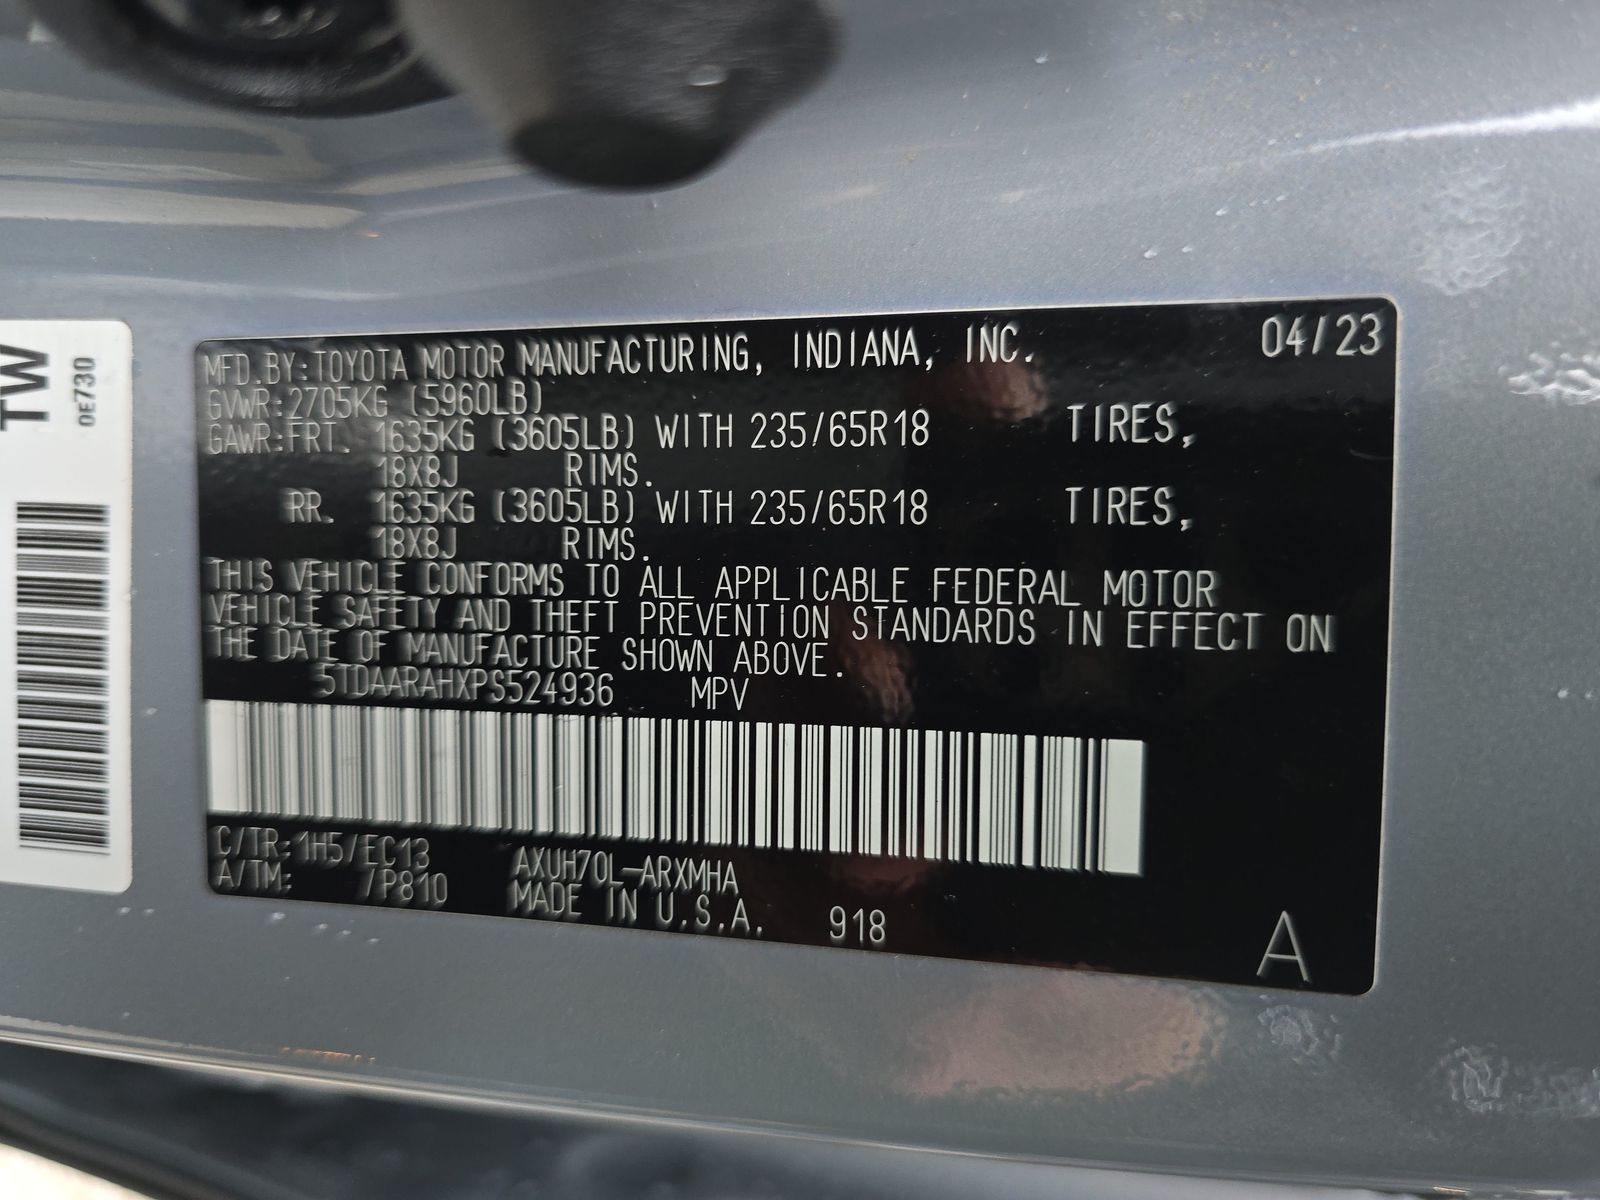 TW
0E730
MFD.BY:TOYOTA MOTOR MANUFACTURING, INDIANA, INC. 04/23
GVWR:2705KG (5960LB)
GAWR:FRT. 1635KG (3605LB) WITH 235/65R18 TIRES,
18X8J RIMS.
RR. 1635KG (3605LB) WITH 235/65R18 TIRES,
18X8J RIMS.
THIS VEHICLE CONFORMS TO ALL APPLICABLE FEDERAL MOTOR
VEHICLE SAFETY AND THEFT PREVENTION STANDARDS IN EFFECT ON
THE DATE OF MANUFACTURE SHOWN ABOVE.
5TDAARAHXPS524936 MPV
C/TR:1H5/EC13 AXUH70L-ARXMHA
A/TM: /P810 MADE IN U.S.A. 918
A